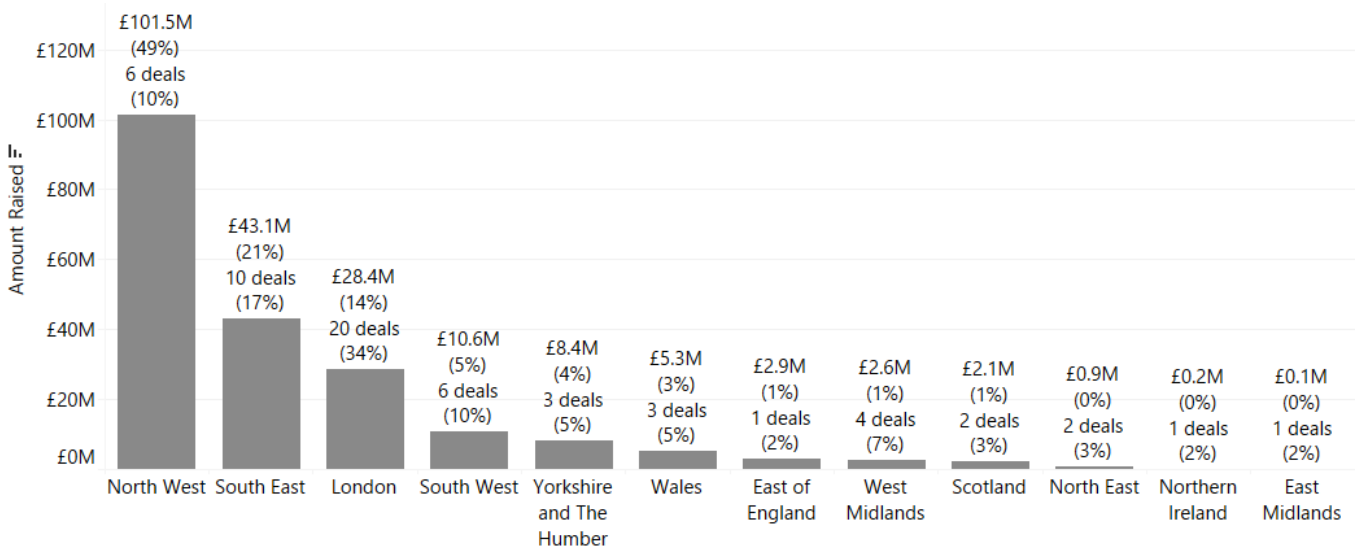 Amount Raised
£120M
£100M
£80M
£60M
£40M
£20M
£0M
£101.5M
(49%)
6 deals
(10%)
£43.1M
(21%)
10 deals
(17%)
£28.4M
(14%)
20 deals
(34%)
£10.6M
(5%)
6 deals
(10%)
£8.4M
(4%)
3 deals
(5%)
£5.3M
(3%)
3 deals
(5%)
£2.9M
(1%)
1 deals
(2%)
£2.6M
(1%)
4 deals
(7%)
£2.1M
(1%)
2 deals
(3%)
£0.9M
(0%)
2 deals
(3%)
£0.2M
(0%)
1 deals
(2%)
£0.1M
(0%)
1 deals
(2%)
North West
South East
London
South West
Yorkshire
and The
Humber
Wales
East of
England
West
Midlands
Scotland
North East
Northern
Ireland
East
Midlands